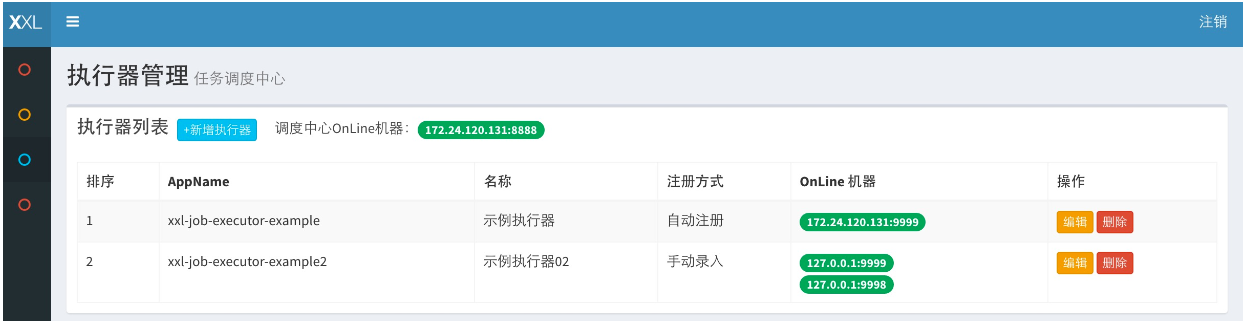 XXL 注销
执行器管理 任务调度中心
执行器列表 +新增执行器 调度中心OnLine机器： 172.24.120.131:8888
排序 AppName 名称 注册方式 OnLine 机器 操作
1 xxl-job-executor-example 示例执行器 自动注册 172.24.120.131:9999 编辑 删除
2 xxl-job-executor-example2 示例执行器02 手动录入 127.0.0.1:9999 编辑 删除
127.0.0.1:9998